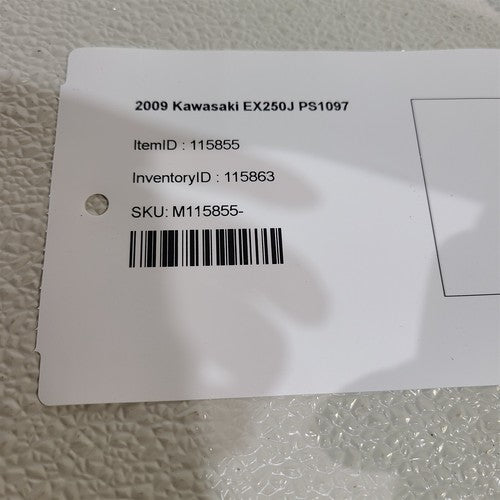 2009 Kawasaki EX250J PS1097
ItemID : 115855
InventoryID : 115863
SKU: M115855-